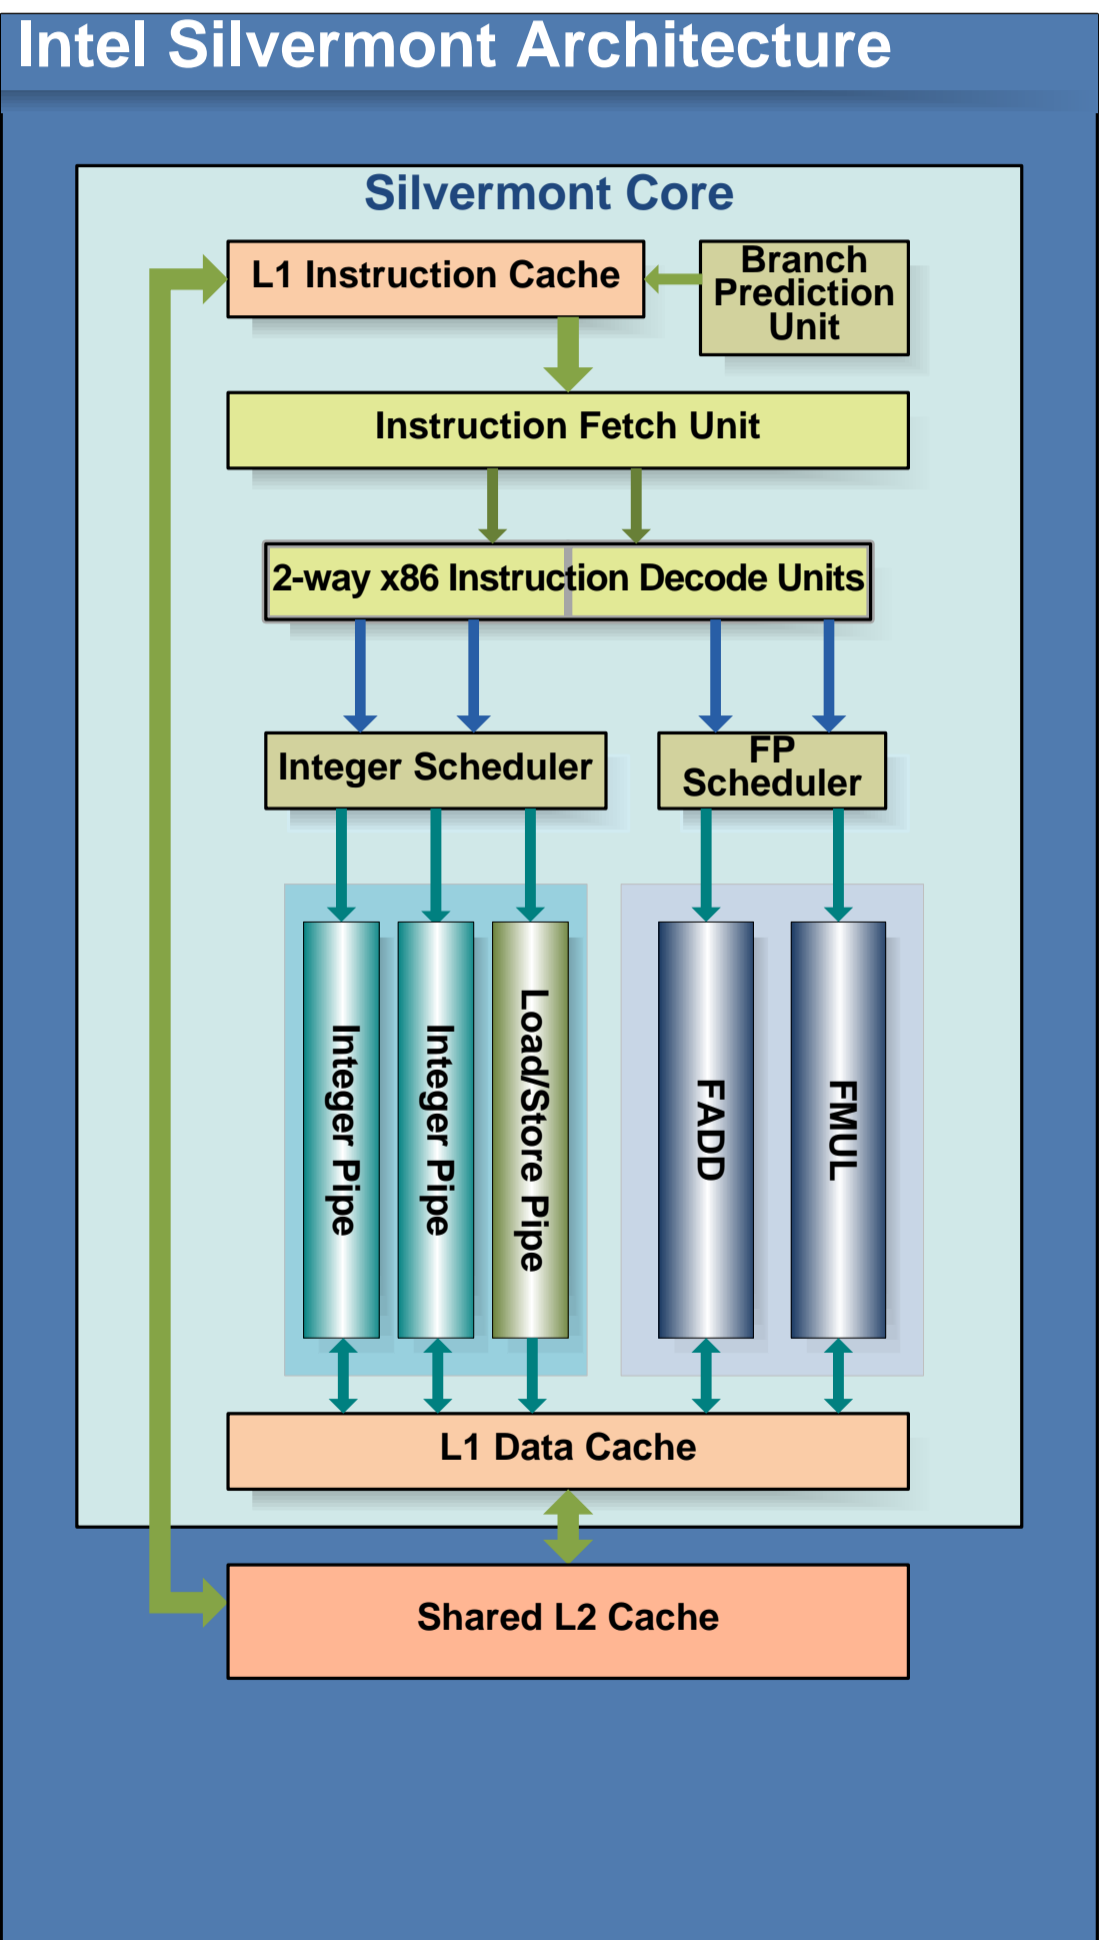 Intel Silvermont Architecture
Silvermont Core
L1 Instruction Cache
Branch
Prediction
Unit
Instruction Fetch Unit
2-way x86 Instruction Decode Units
Integer Scheduler
FP
Scheduler
Integer Pipe
Integer Pipe
Load/Store Pipe
FADD
FMUL
L1 Data Cache
Shared L2 Cache